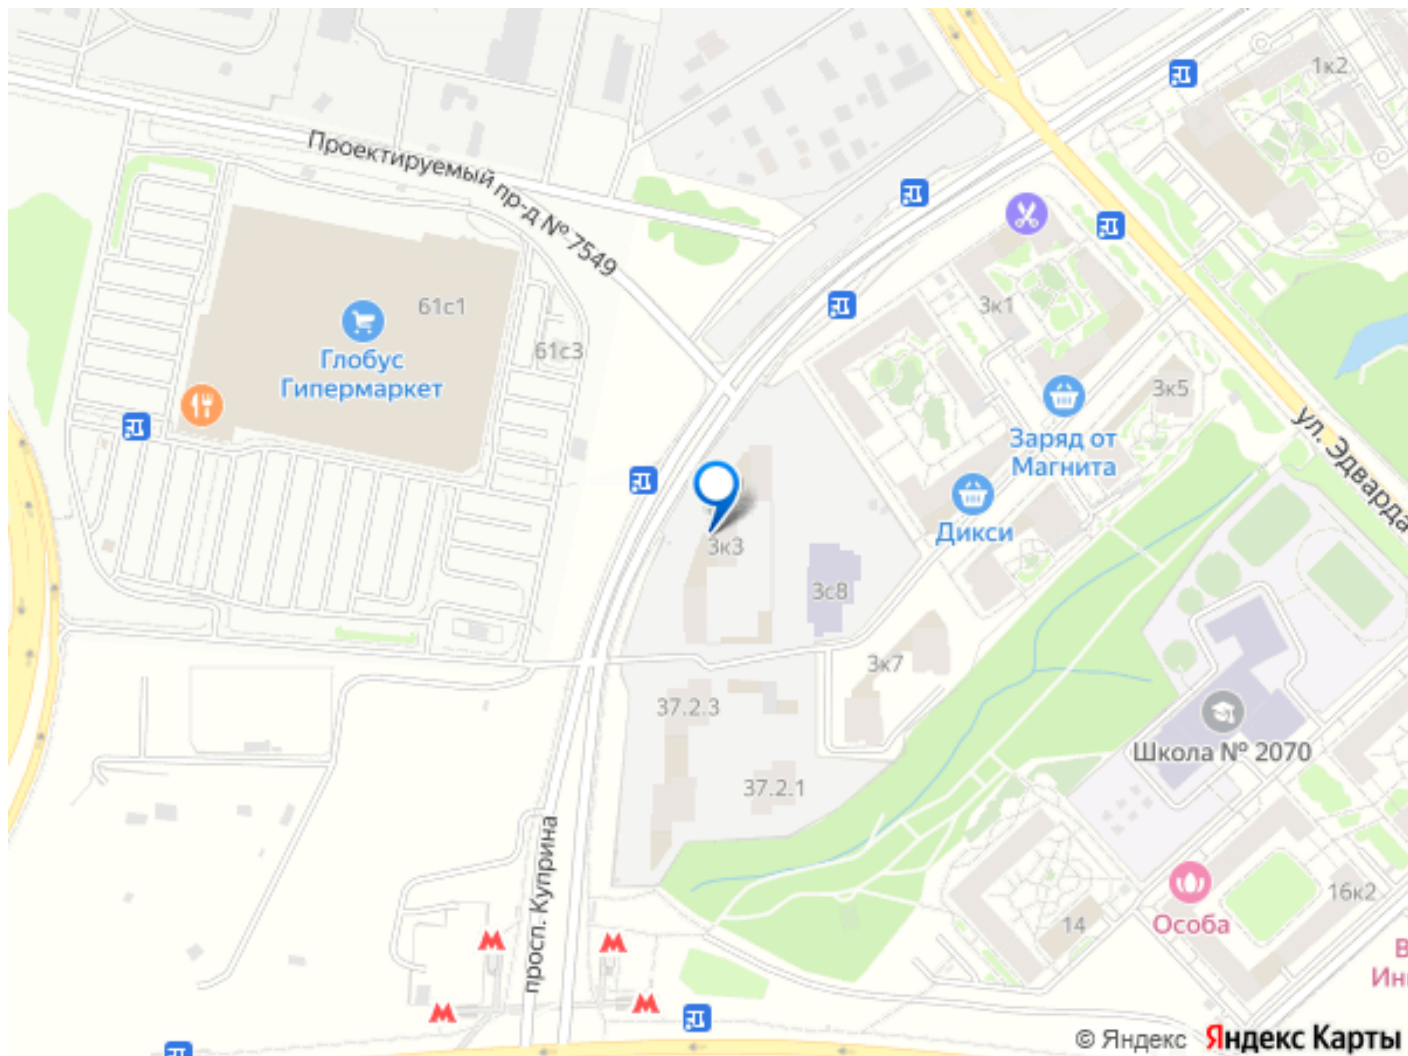 1к2
Проектируемый пр-д № 7549
61с1
3к1
61с3
Глобус
Гипермаркет
3к5
ул. Эдварда
Заряд от
Магнита
Дикси
3к3
3с8
3к7
37.2.3
Школа № 2070
37.2.1
просп. Куприна
16к2
Особа
14
© Яндекс Яндекс Карты